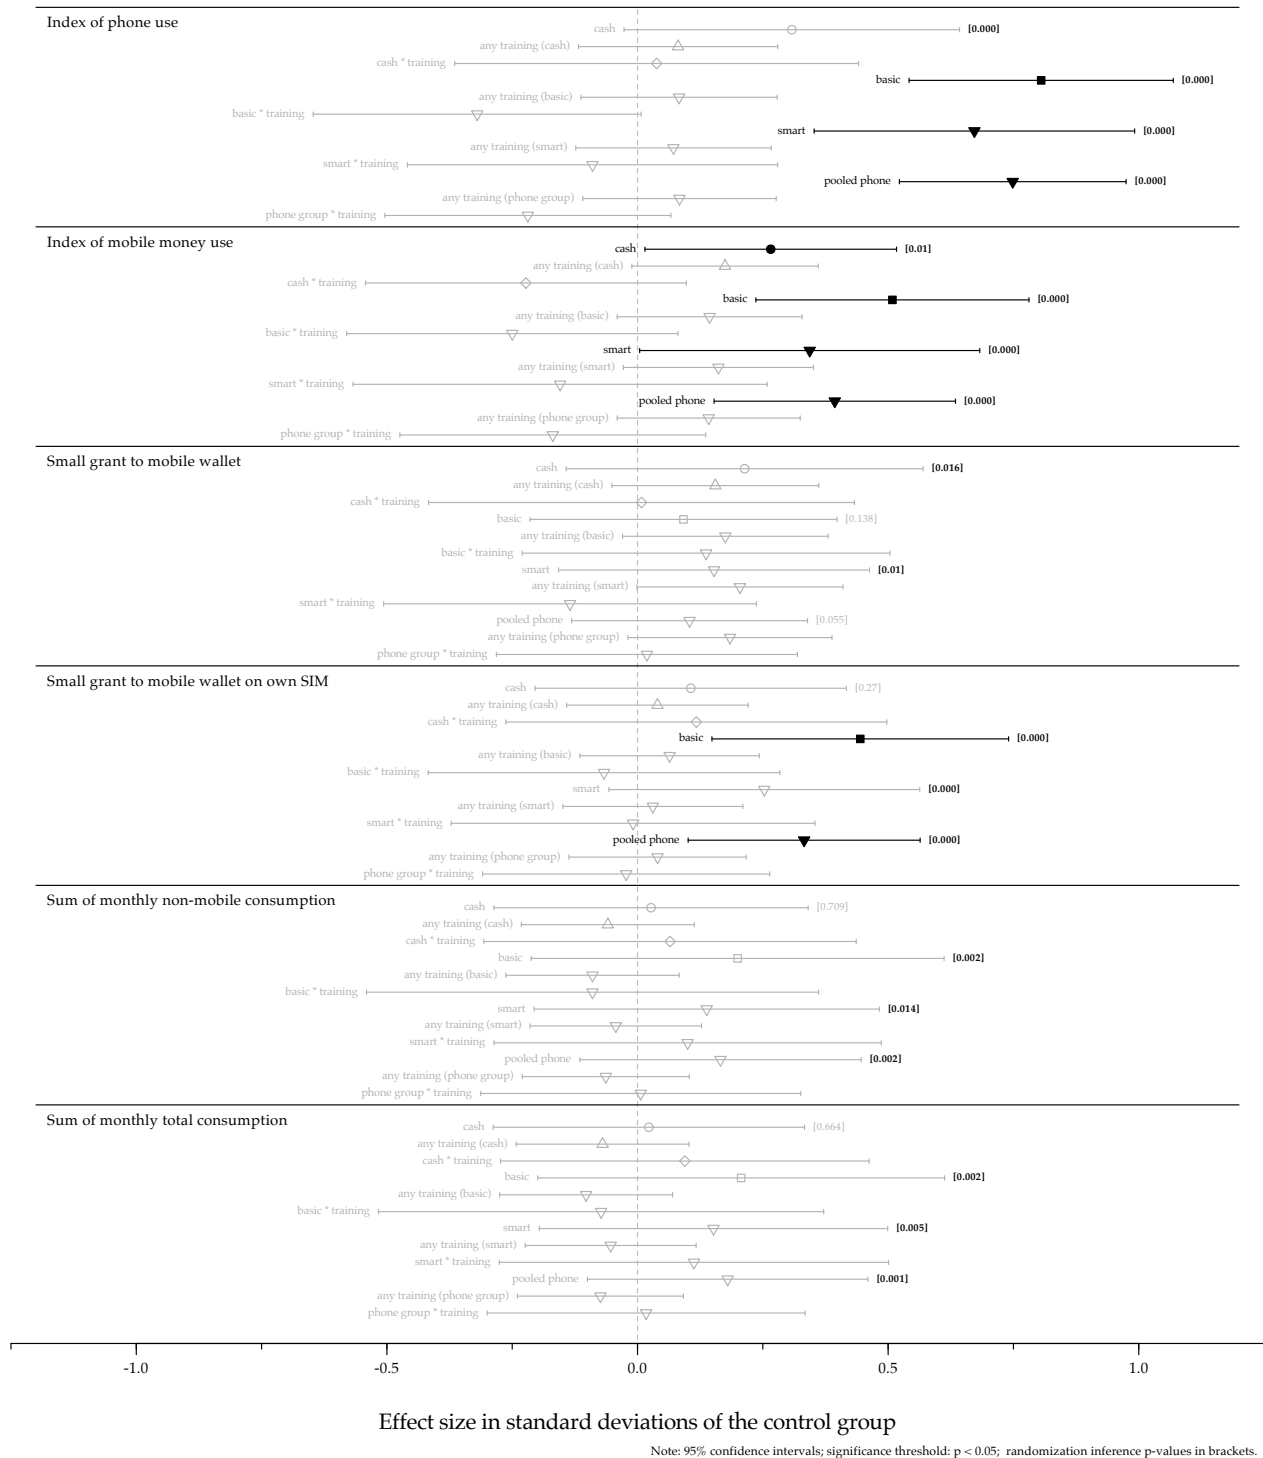 Index of phone use
cash [0.000]
any training (cash)
cash * training
basic [0.000]
any training (basic)
basic * training
smart [0.000]
any training (smart)
smart * training
pooled phone [0.000]
any training (phone group)
phone group * training
Index of mobile money use
cash [0.01]
any training (cash)
cash * training
basic [0.000]
any training (basic)
basic * training
smart [0.000]
any training (smart)
smart * training
pooled phone [0.000]
any training (phone group)
phone group * training
Small grant to mobile wallet
cash [0.016]
any training (cash)
cash * training
basic [0.138]
any training (basic)
basic * training
smart [0.01]
any training (smart)
smart * training
pooled phone [0.055]
any training (phone group)
phone group * training
Small grant to mobile wallet on own SIM
cash [0.27]
any training (cash)
cash * training
basic [0.000]
any training (basic)
basic * training
smart [0.000]
any training (smart)
smart * training
pooled phone [0.000]
any training (phone group)
phone group * training
Sum of monthly non-mobile consumption
cash [0.709]
any training (cash)
cash * training
basic [0.002]
any training (basic)
basic * training
smart [0.014]
any training (smart)
smart * training
pooled phone [0.002]
any training (phone group)
phone group * training
Sum of monthly total consumption
cash [0.664]
any training (cash)
cash * training
basic [0.002]
any training (basic)
basic * training
smart [0.005]
any training (smart)
smart * training
pooled phone [0.001]
any training (phone group)
phone group * training
-1.0 -0.5 0.0 0.5 1.0
Effect size in standard deviations of the control group
Note: 95% confidence intervals; significance threshold: p < 0.05; randomization inference p-values in brackets.